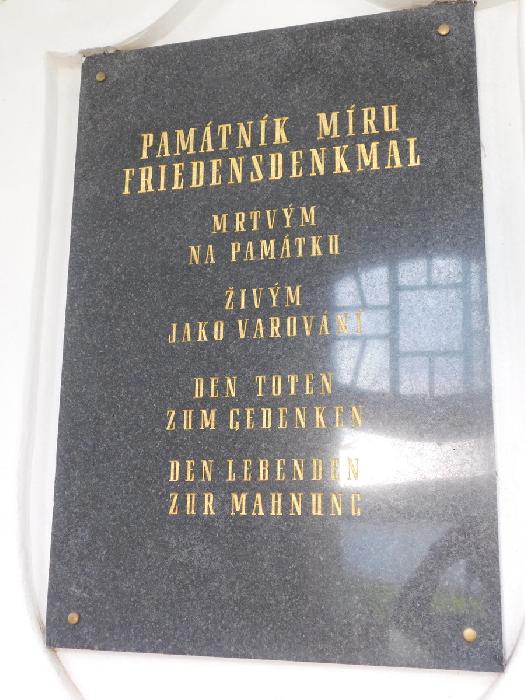 PAMÁTNÍK MÍRU
FRIEDENSDENKMAL
MRTVÝM
NA PAMÁTKU
ŽIVÝM
JAKO VAROVÁNÍ
DEN TOTEN
ZUM GEDENKEN
DEN LEBENDEN
ZUR MAHNUNG